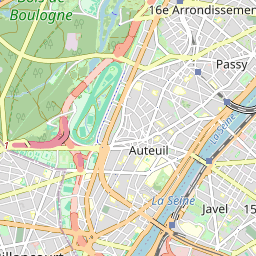 Bois de
Boulogne
16e Arrondissement
Passy
La Seine
Auteuil
La Seine
Javel
15